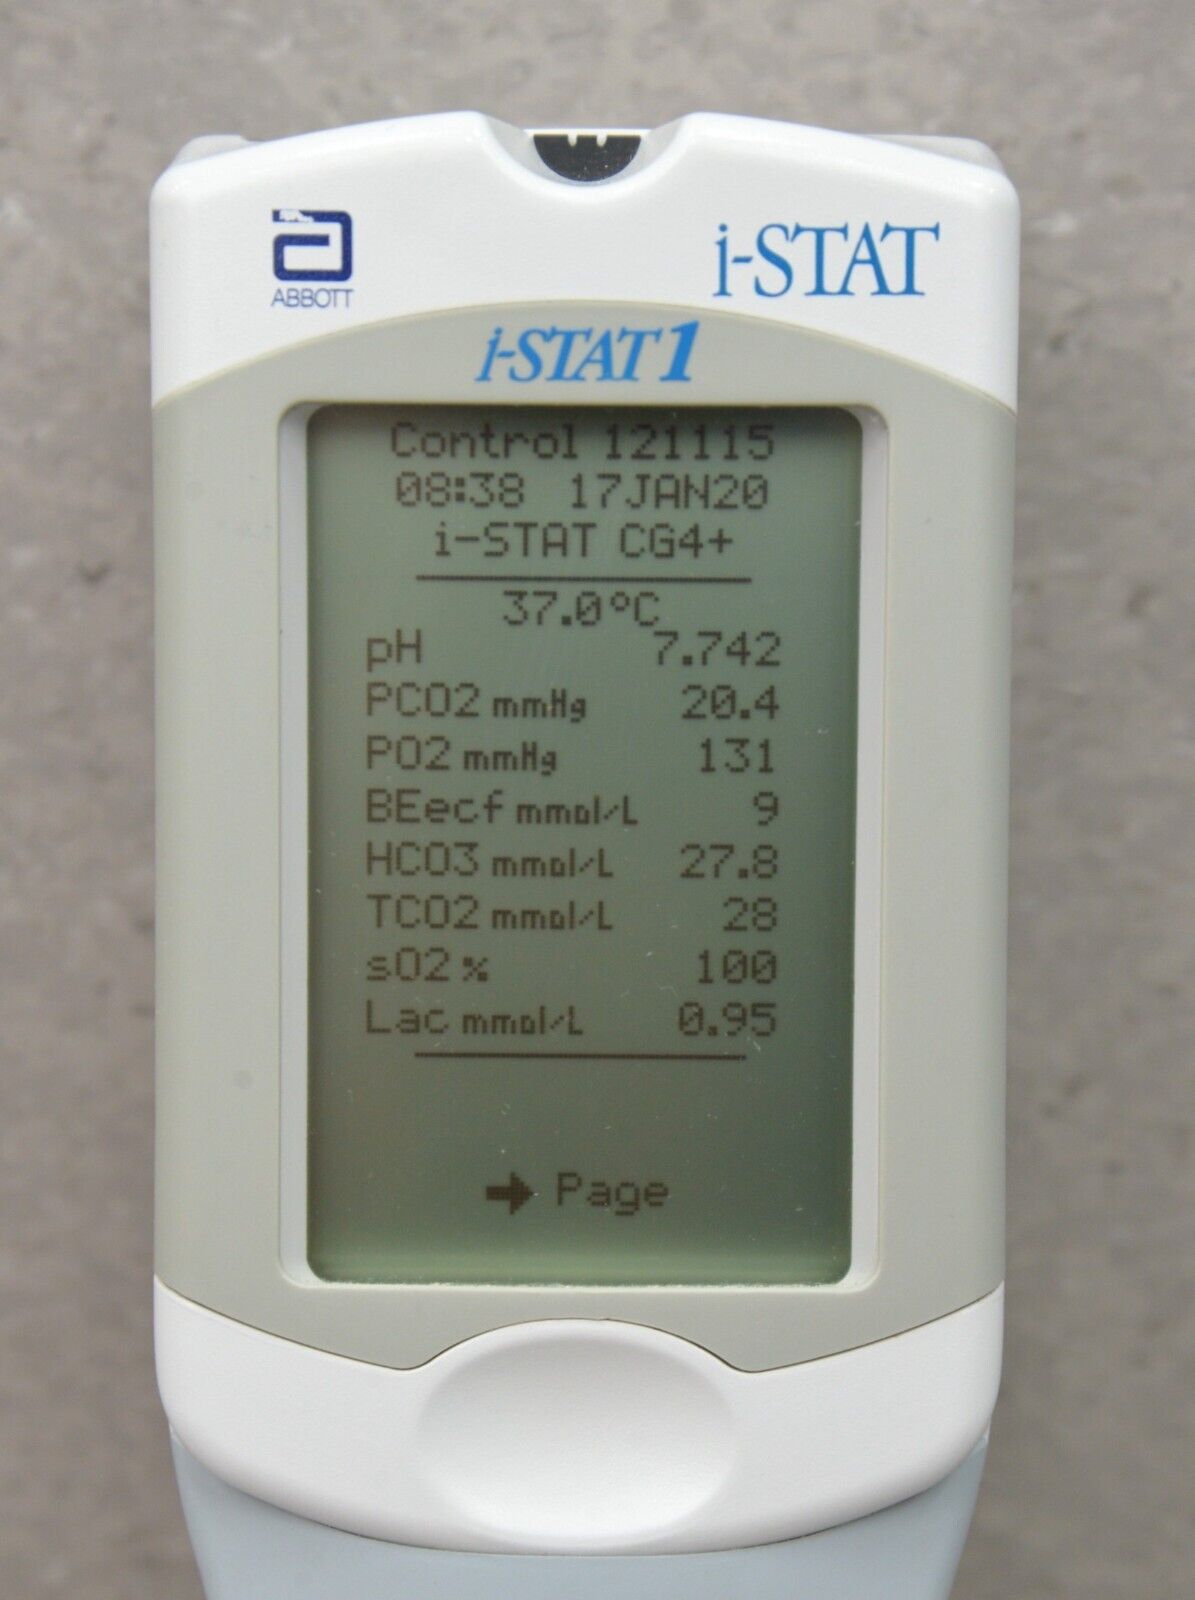 ABBOTT
i-STAT
i-STAT1
Control 121115
08:38 17JAN20
i-STAT CG4+
37.0°C
pH 7.742
PCO2 mmHg 20.4
PO2 mmHg 131
BEecf mmol/L 9
HCO3 mmol/L 27.8
TCO2 mmol/L 28
sO2 % 100
Lac mmol/L 0.95
➔ Page